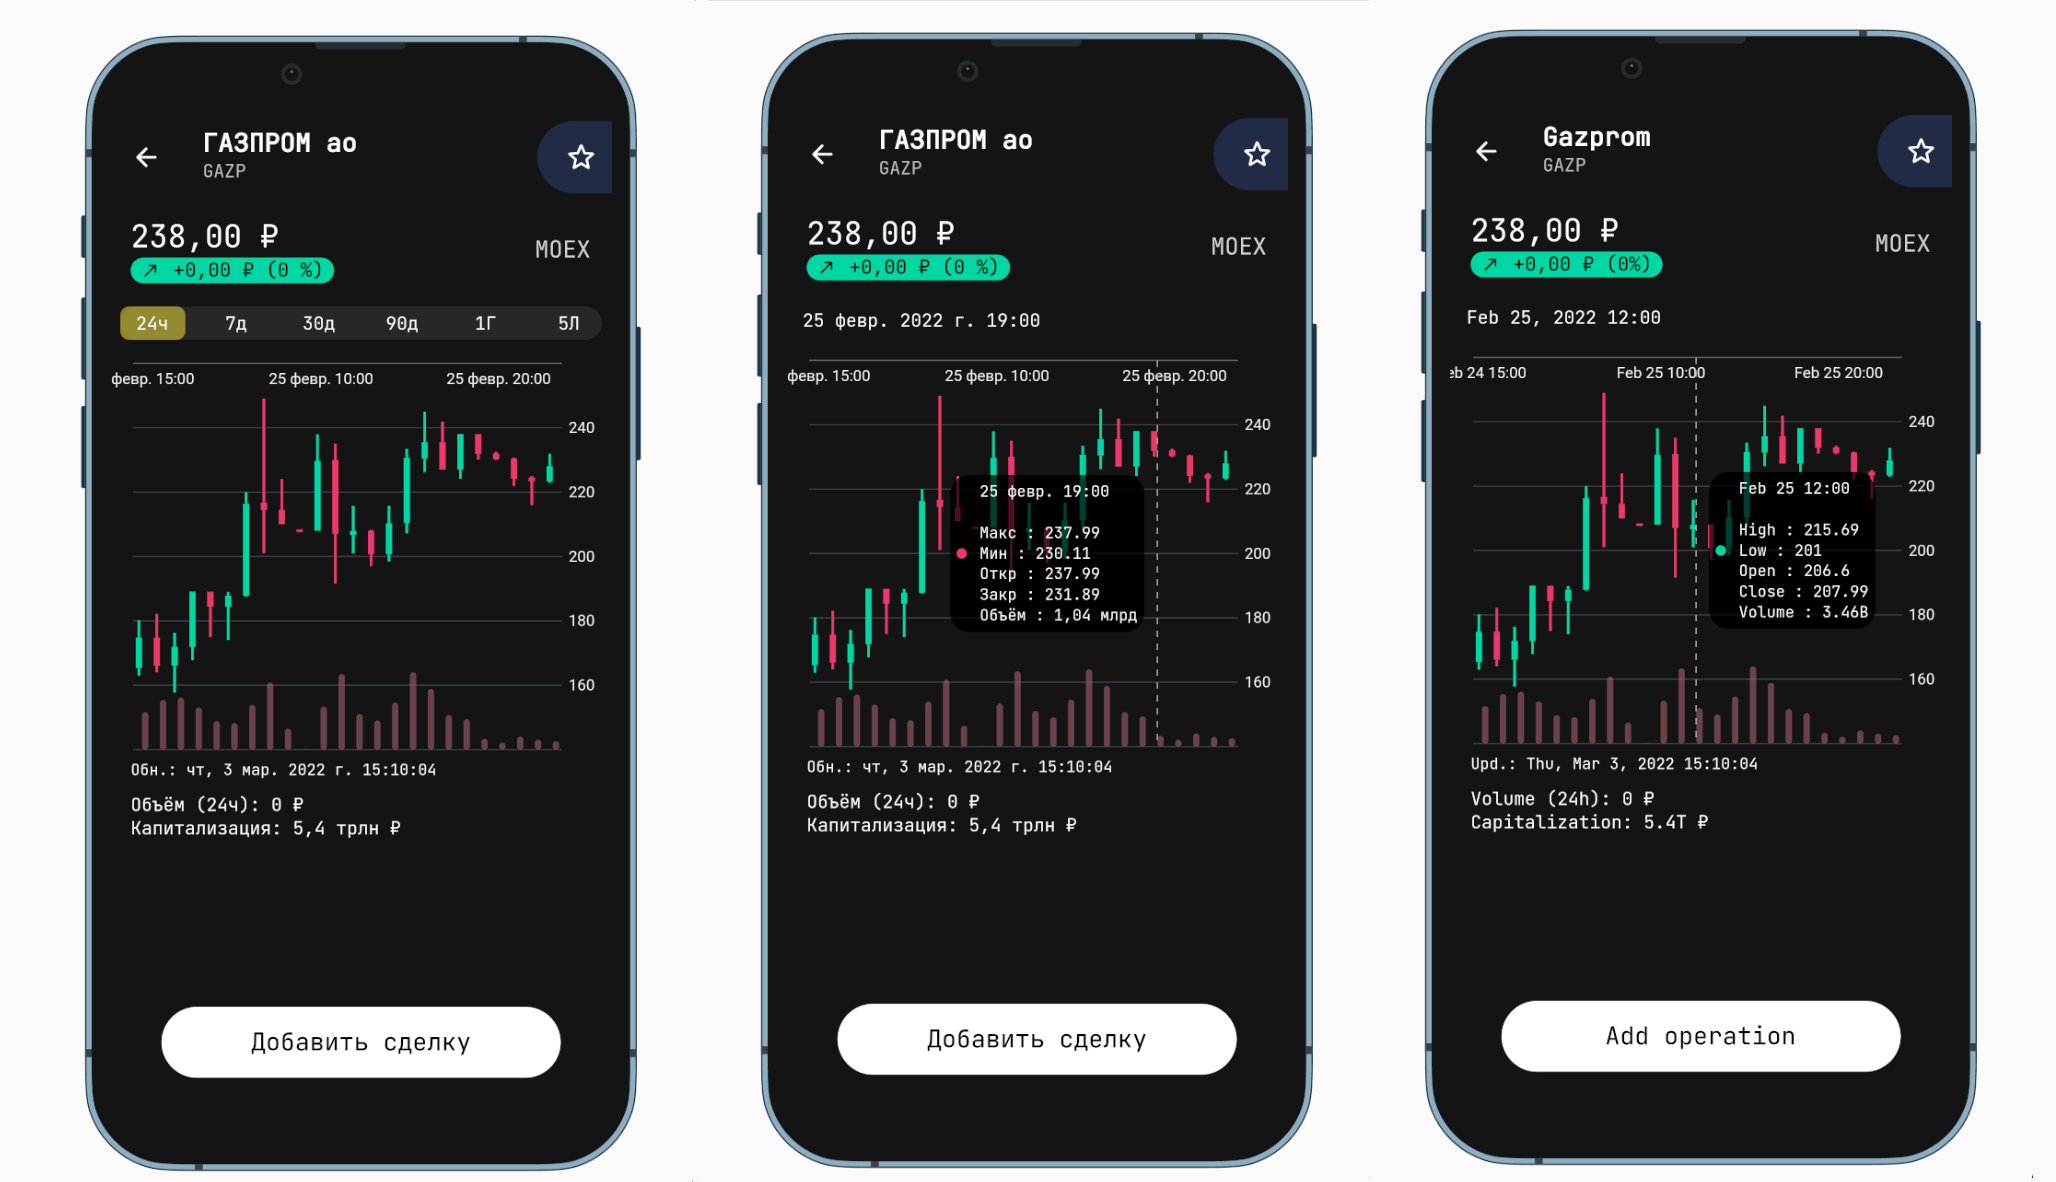 ГАЗПРОМ ао
GAZP
238,00 ₽
MOEX
↗ +0,00 ₽ (0 %)
24ч 7д 30д 90д 1Г 5Л
февр. 15:00 25 февр. 10:00 25 февр. 20:00
240
220
200
180
160
Обн.: чт, 3 мар. 2022 г. 15:10:04
Объём (24ч): 0 ₽
Капитализация: 5,4 трлн ₽
Добавить сделку
ГАЗПРОМ ао
GAZP
238,00 ₽
MOEX
↗ +0,00 ₽ (0 %)
25 февр. 2022 г. 19:00
февр. 15:00 25 февр. 10:00 25 февр. 20:00
240
220
200
180
160
25 февр. 19:00
Макс : 237.99
Мин : 230.11
Откр : 237.99
Закр : 231.89
Объём : 1,04 млрд
Обн.: чт, 3 мар. 2022 г. 15:10:04
Объём (24ч): 0 ₽
Капитализация: 5,4 трлн ₽
Добавить сделку
Gazprom
GAZP
238,00 ₽
MOEX
↗ +0,00 ₽ (0%)
Feb 25, 2022 12:00
eb 24 15:00 Feb 25 10:00 Feb 25 20:00
240
220
200
180
160
Feb 25 12:00
High : 215.69
Low : 201
Open : 206.6
Close : 207.99
Volume : 3.46B
Upd.: Thu, Mar 3, 2022 15:10:04
Volume (24h): 0 ₽
Capitalization: 5.4T ₽
Add operation